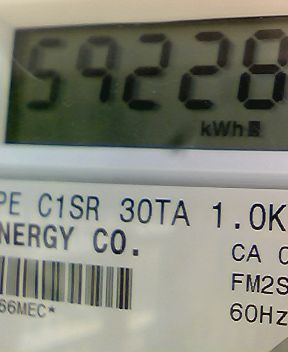 59228
kWh
PE C1SR 30TA 1.0K
NERGY CO.
CA
FM2S
66MEC*
60Hz